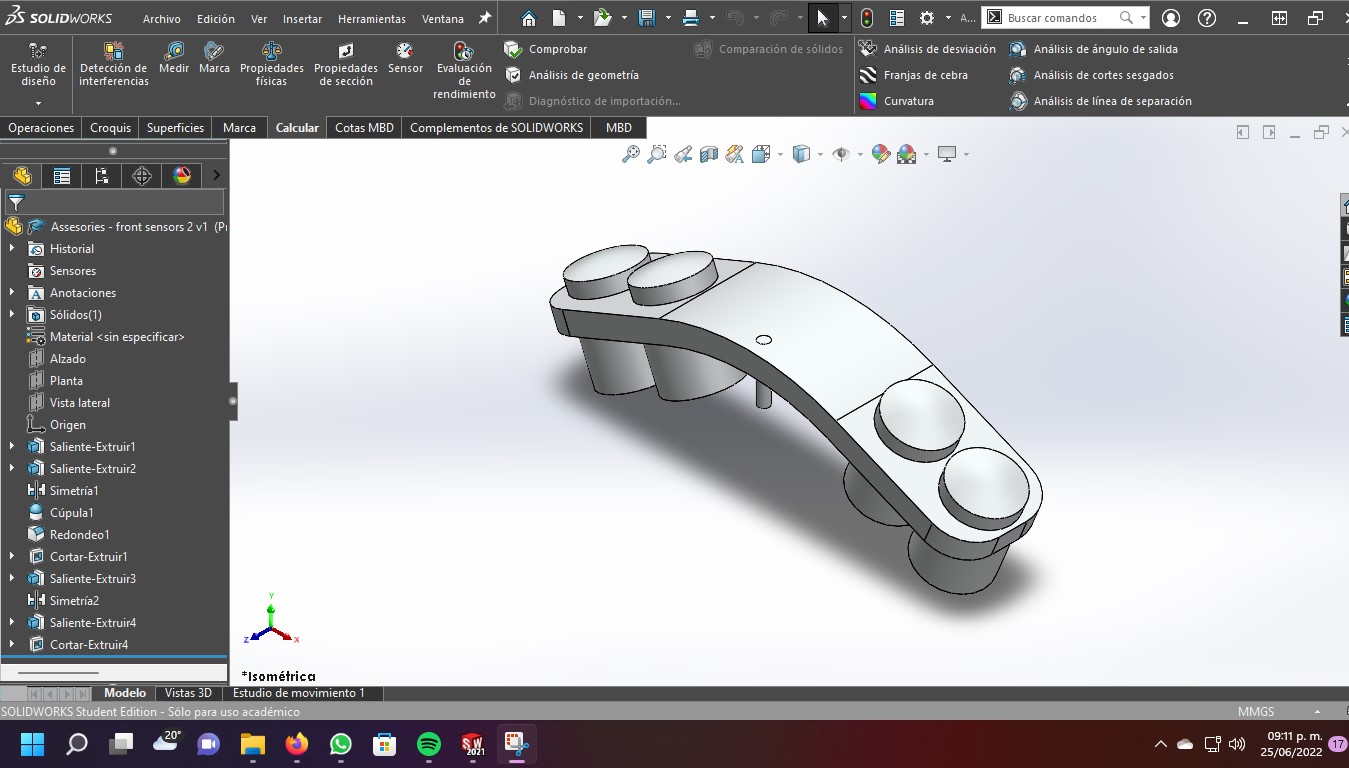 SOLIDWORKS
Archivo
Edición
Ver
Insertar
Herramientas
Ventana
A...
Buscar comandos
Estudio de
diseño
Detección de
interferencias
Medir
Marca
Propiedades
físicas
Propiedades
de sección
Sensor
Evaluación
de
rendimiento
Comprobar
Análisis de geometría
Diagnóstico de importación...
Comparación de sólidos
Análisis de desviación
Franjas de cebra
Curvatura
Análisis de ángulo de salida
Análisis de cortes sesgados
Análisis de línea de separación
Operaciones
Croquis
Superficies
Marca
Calcular
Cotas MBD
Complementos de SOLIDWORKS
MBD
Assesories - front sensors 2 v1 (P
Historial
Sensores
Anotaciones
Sólidos(1)
Material <sin especificar>
Alzado
Planta
Vista lateral
Origen
Saliente-Extruir1
Saliente-Extruir2
Simetría1
Cúpula1
Redondeo1
Cortar-Extruir1
Saliente-Extruir3
Simetría2
Saliente-Extruir4
Cortar-Extruir4
Y
Z
X
*Isométrica
Modelo
Vistas 3D
Estudio de movimiento 1
SOLIDWORKS Student Edition - Sólo para uso académico
MMGS
20°
SW
2021
09:11 p. m.
25/06/2022
17